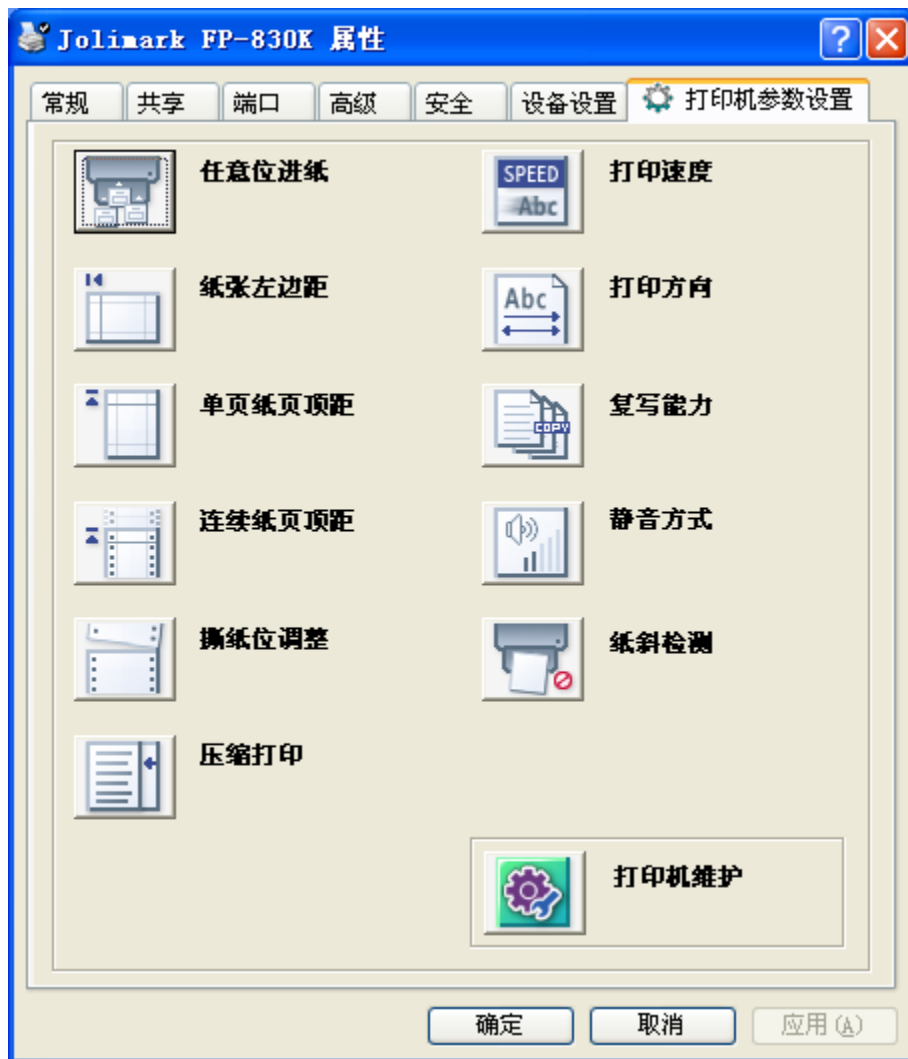 Jolimark FP-830K 属性
常规 共享 端口 高级 安全 设备设置 打印机参数设置
任意位进纸
SPEED
Abc
打印速度
纸张左边距
Abc
打印方向
单页纸页顶距
COPY
复写能力
连续纸页顶距
静音方式
撕纸位调整
纸斜检测
压缩打印
打印机维护
确定 取消 应用(A)